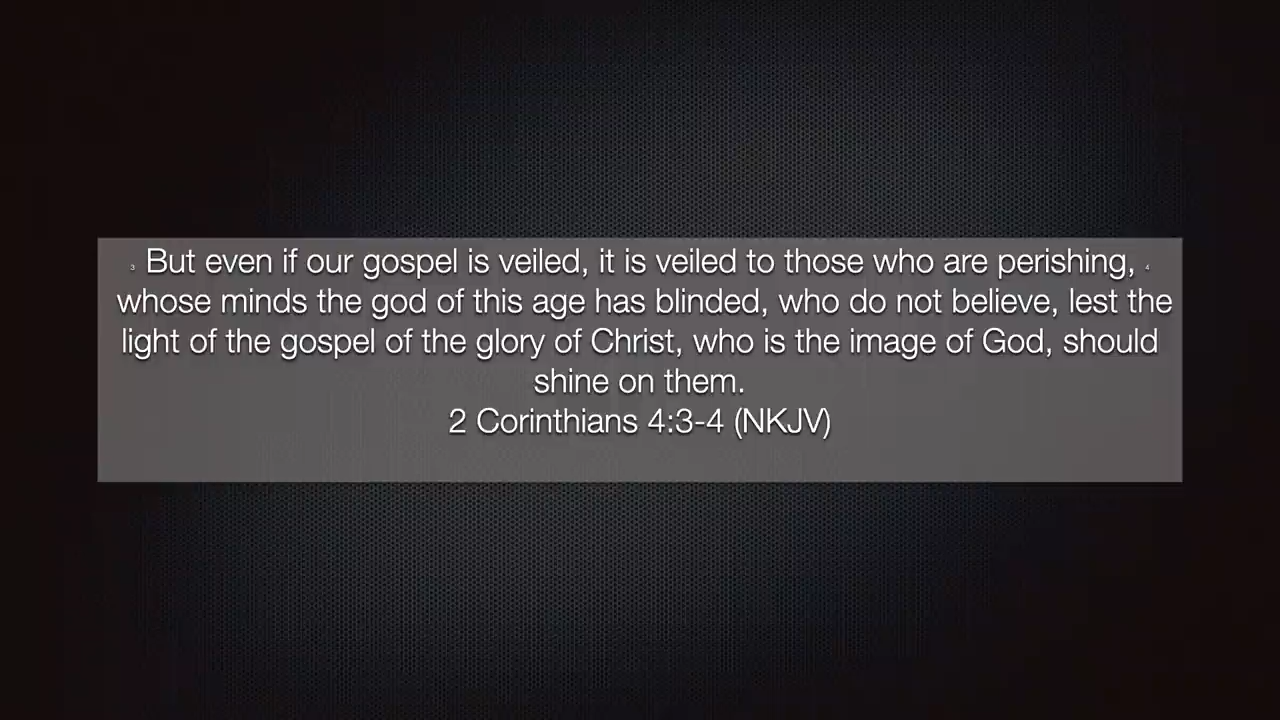 3 But even if our gospel is veiled, it is veiled to those who are perishing, 4
whose minds the god of this age has blinded, who do not believe, lest the
light of the gospel of the glory of Christ, who is the image of God, should
shine on them.
2 Corinthians 4:3-4 (NKJV)